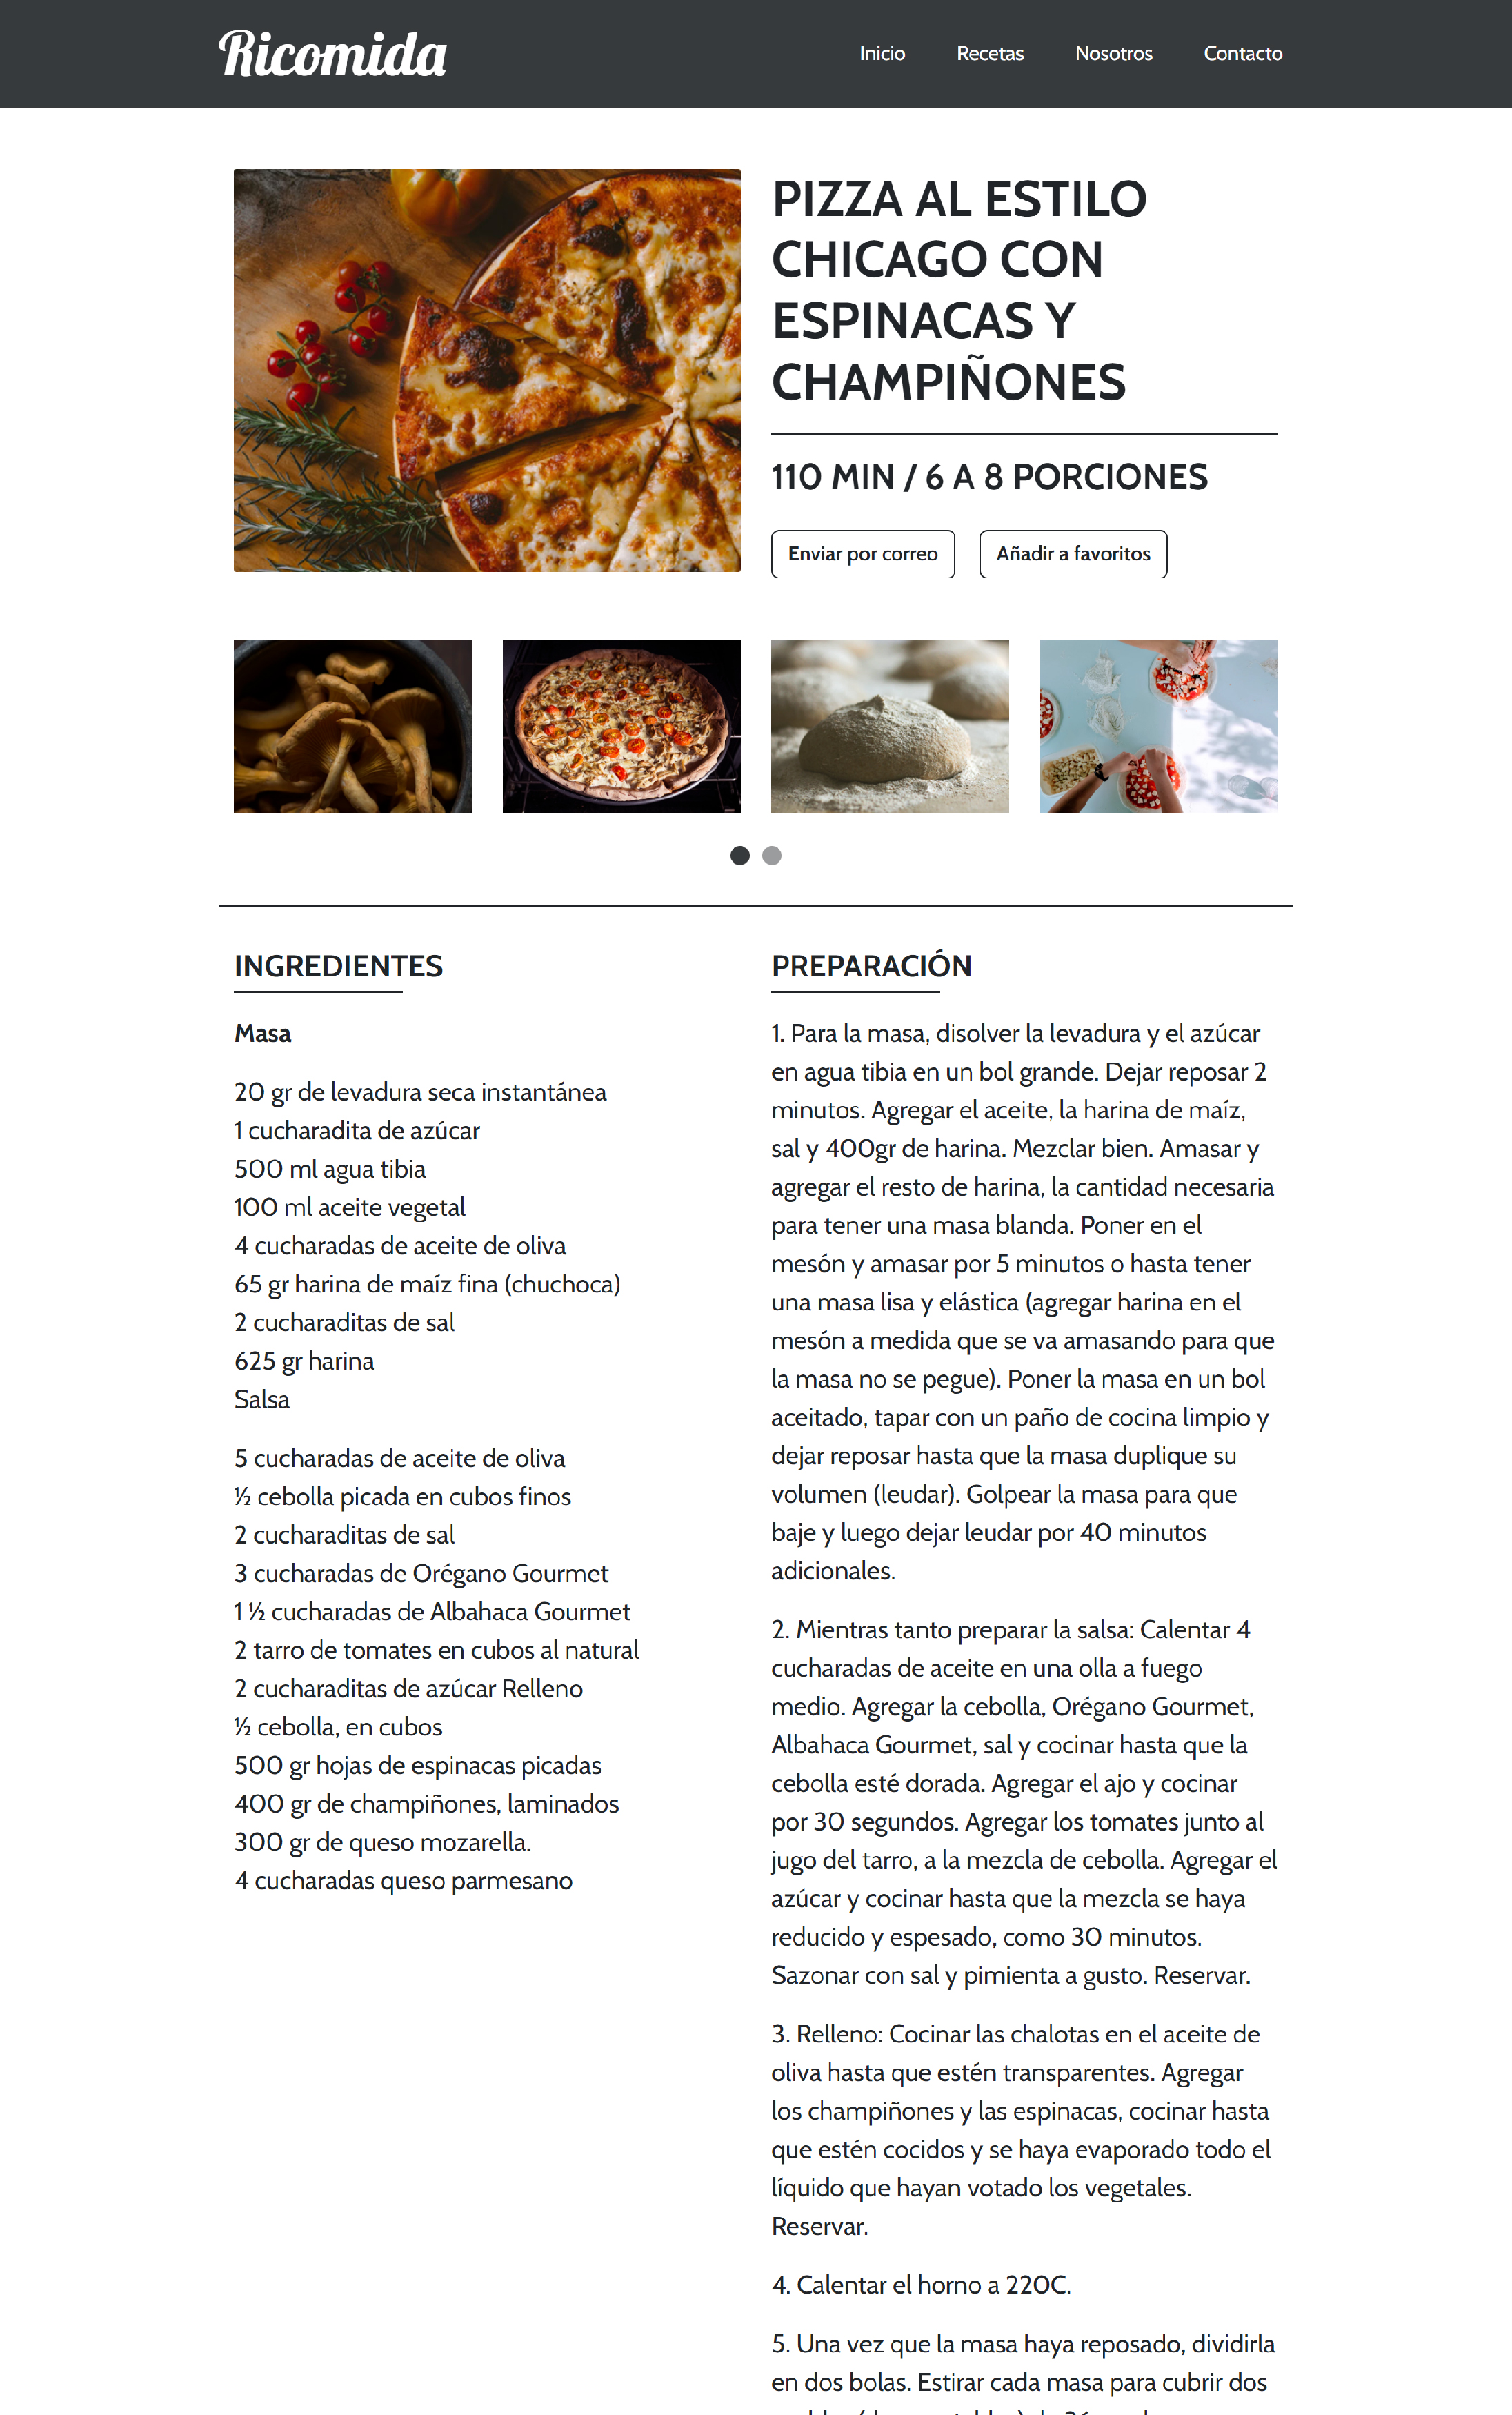 Ricomida
Inicio
Recetas
Nosotros
Contacto
PIZZA AL ESTILO
CHICAGO CON
ESPINACAS Y
CHAMPIÑONES
110 MIN / 6 A 8 PORCIONES
Enviar por correo
Añadir a favoritos
INGREDIENTES
Masa
20 gr de levadura seca instantánea
1 cucharadita de azúcar
500 ml agua tibia
100 ml aceite vegetal
4 cucharadas de aceite de oliva
65 gr harina de maíz fina (chuchoca)
2 cucharaditas de sal
625 gr harina
Salsa
5 cucharadas de aceite de oliva
½ cebolla picada en cubos finos
2 cucharaditas de sal
3 cucharadas de Orégano Gourmet
1 ½ cucharadas de Albahaca Gourmet
2 tarro de tomates en cubos al natural
2 cucharaditas de azúcar Relleno
½ cebolla, en cubos
500 gr hojas de espinacas picadas
400 gr de champiñones, laminados
300 gr de queso mozarella.
4 cucharadas queso parmesano
PREPARACIÓN
1. Para la masa, disolver la levadura y el azúcar
en agua tibia en un bol grande. Dejar reposar 2
minutos. Agregar el aceite, la harina de maíz,
sal y 400gr de harina. Mezclar bien. Amasar y
agregar el resto de harina, la cantidad necesaria
para tener una masa blanda. Poner en el
mesón y amasar por 5 minutos o hasta tener
una masa lisa y elástica (agregar harina en el
mesón a medida que se va amasando para que
la masa no se pegue). Poner la masa en un bol
aceitado, tapar con un paño de cocina limpio y
dejar reposar hasta que la masa duplique su
volumen (leudar). Golpear la masa para que
baje y luego dejar leudar por 40 minutos
adicionales.
2. Mientras tanto preparar la salsa: Calentar 4
cucharadas de aceite en una olla a fuego
medio. Agregar la cebolla, Orégano Gourmet,
Albahaca Gourmet, sal y cocinar hasta que la
cebolla esté dorada. Agregar el ajo y cocinar
por 30 segundos. Agregar los tomates junto al
jugo del tarro, a la mezcla de cebolla. Agregar el
azúcar y cocinar hasta que la mezcla se haya
reducido y espesado, como 30 minutos.
Sazonar con sal y pimienta a gusto. Reservar.
3. Relleno: Cocinar las chalotas en el aceite de
oliva hasta que estén transparentes. Agregar
los champiñones y las espinacas, cocinar hasta
que estén cocidos y se haya evaporado todo el
líquido que hayan votado los vegetales.
Reservar.
4. Calentar el horno a 220C.
5. Una vez que la masa haya reposado, dividirla
en dos bolas. Estirar cada masa para cubrir dos